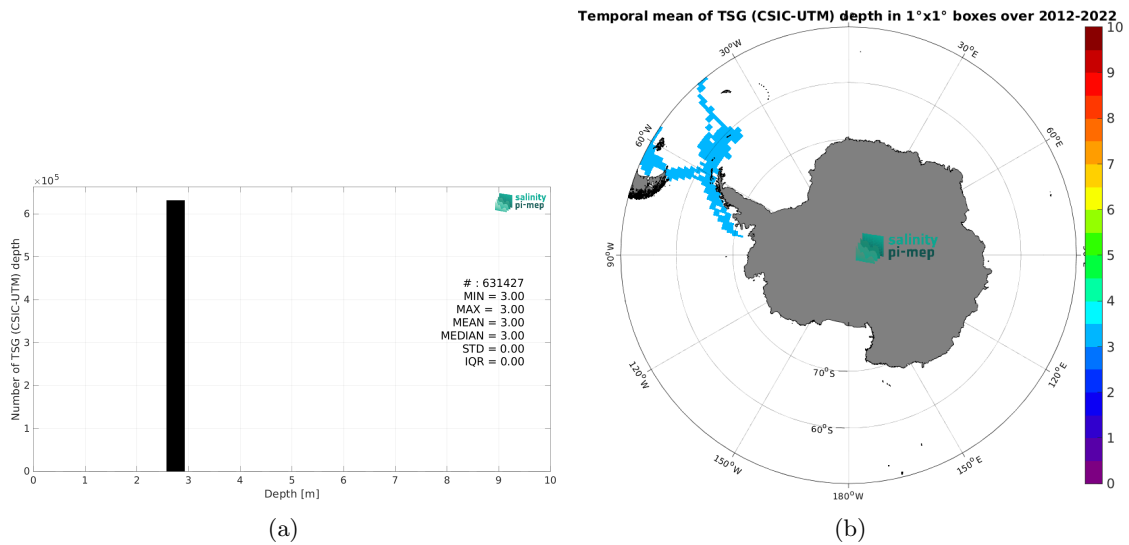 Temporal mean of TSG (CSIC-UTM) depth in 1°x1° boxes over 2012-2022
×10⁵
6
5
4
3
2
1
0
Number of TSG (CSIC-UTM) depth
0 1 2 3 4 5 6 7 8 9 10
Depth [m]
salinity
pi-mep
# : 631427
MIN = 3.00
MAX = 3.00
MEAN = 3.00
MEDIAN = 3.00
STD = 0.00
IQR = 0.00
(a)
30°W
30°E
60°W
60°E
90°W
120°W
120°E
150°W
150°E
180°W
70°S
60°S
salinity
pi-mep
10
9
8
7
6
5
4
3
2
1
0
(b)